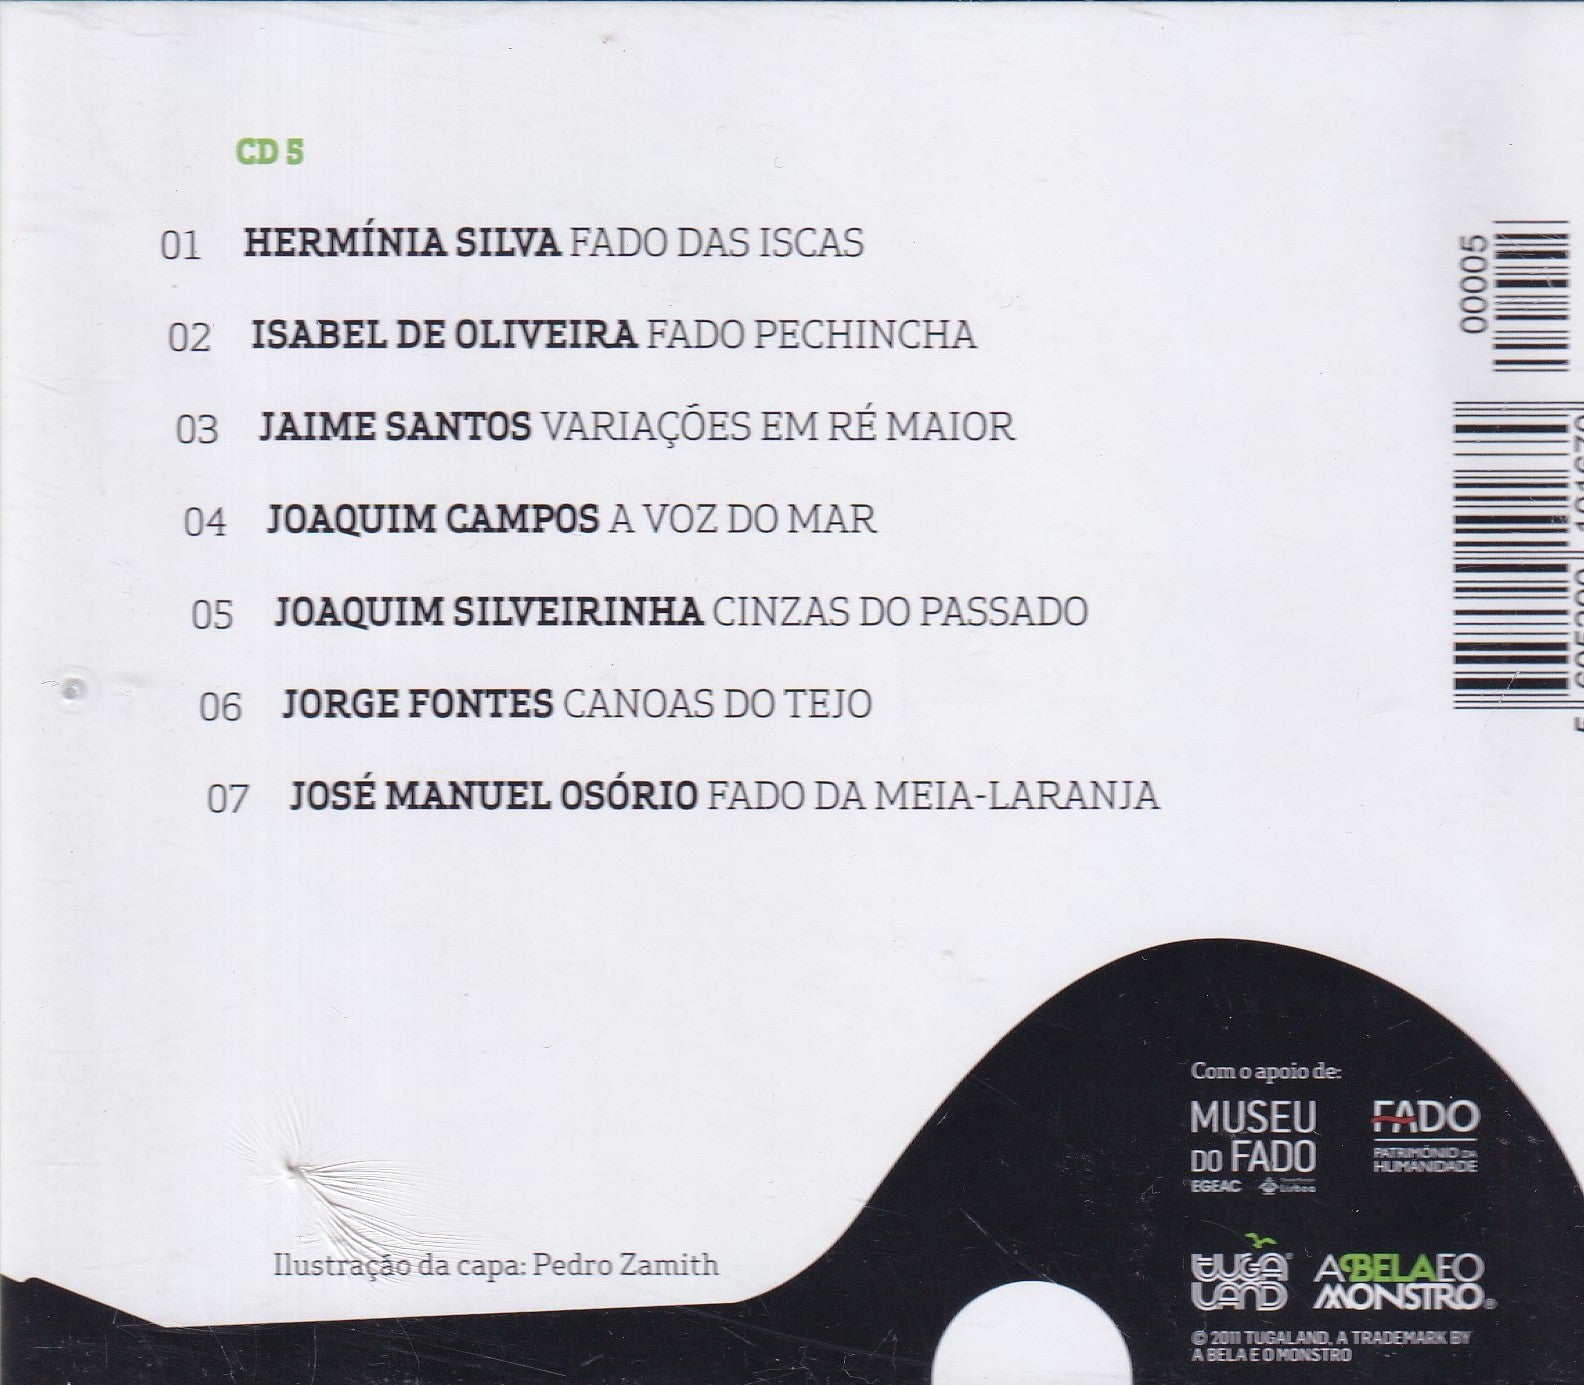 CD 5
01 HERMÍNIA SILVA FADO DAS ISCAS
02 ISABEL DE OLIVEIRA FADO PECHINCHA
03 JAIME SANTOS VARIAÇÕES EM RÉ MAIOR
04 JOAQUIM CAMPOS A VOZ DO MAR
05 JOAQUIM SILVEIRINHA CINZAS DO PASSADO
06 JORGE FONTES CANOAS DO TEJO
07 JOSÉ MANUEL OSÓRIO FADO DA MEIA-LARANJA
00005
Ilustração da capa: Pedro Zamith
Com o apoio de:
MUSEU
DO FADO
EGEAC
Lisboa
FADO
PATRIMÓNIO DA
HUMANIDADE
TUGA
LAND
A BELA E O
MONSTRO
© 2011 TUGALAND, A TRADEMARK BY
A BELA E O MONSTRO